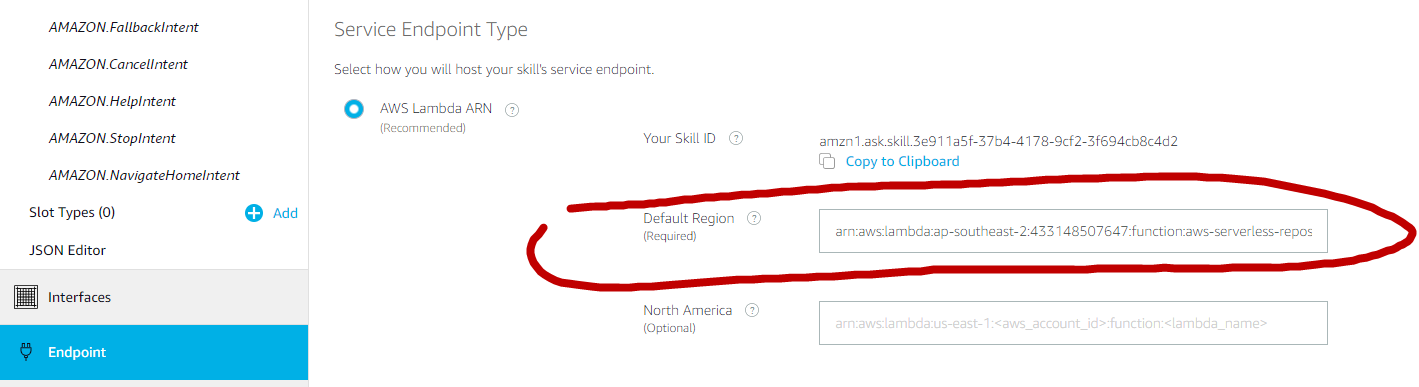 AMAZON.FallbackIntent
AMAZON.CancelIntent
AMAZON.HelpIntent
AMAZON.StopIntent
AMAZON.NavigateHomeIntent
Slot Types (0)
Add
JSON Editor
Interfaces
Endpoint
Service Endpoint Type
Select how you will host your skill's service endpoint.
AWS Lambda ARN ?
(Recommended)
Your Skill ID ?
amzn1.ask.skill.3e911a5f-37b4-4178-9cf2-3f694cb8c4d2
Copy to Clipboard
Default Region ?
(Required)
arn:aws:lambda:ap-southeast-2:433148507647:function:aws-serverless-repos
North America ?
(Optional)
arn:aws:lambda:us-east-1:<aws_account_id>:function:<lambda_name>